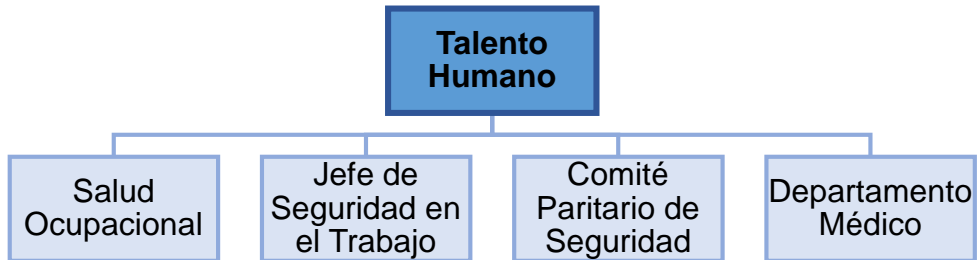 Talento
Humano
Salud
Ocupacional
Jefe de
Seguridad en
el Trabajo
Comité
Paritario de
Seguridad
Departamento
Médico